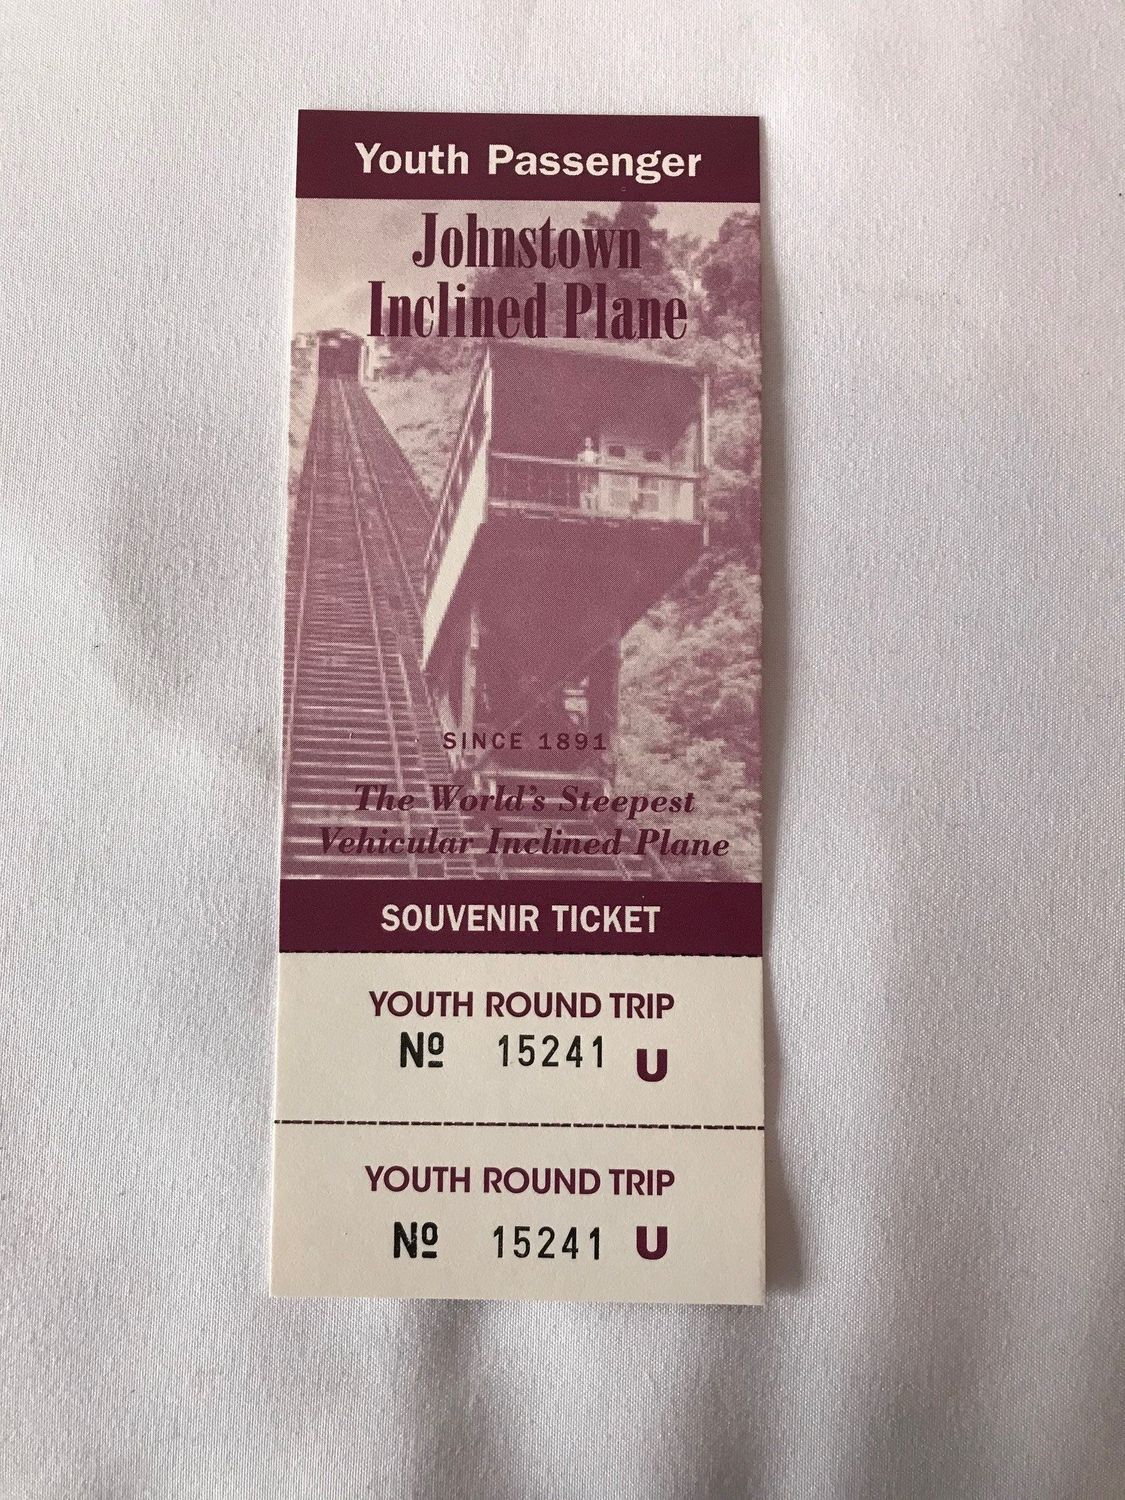 Youth Passenger
Johnstown
Inclined Plane
SINCE 1891
The World's Steepest
Vehicular Inclined Plane
SOUVENIR TICKET
YOUTH ROUND TRIP
Nº 15241 U
YOUTH ROUND TRIP
Nº 15241 U